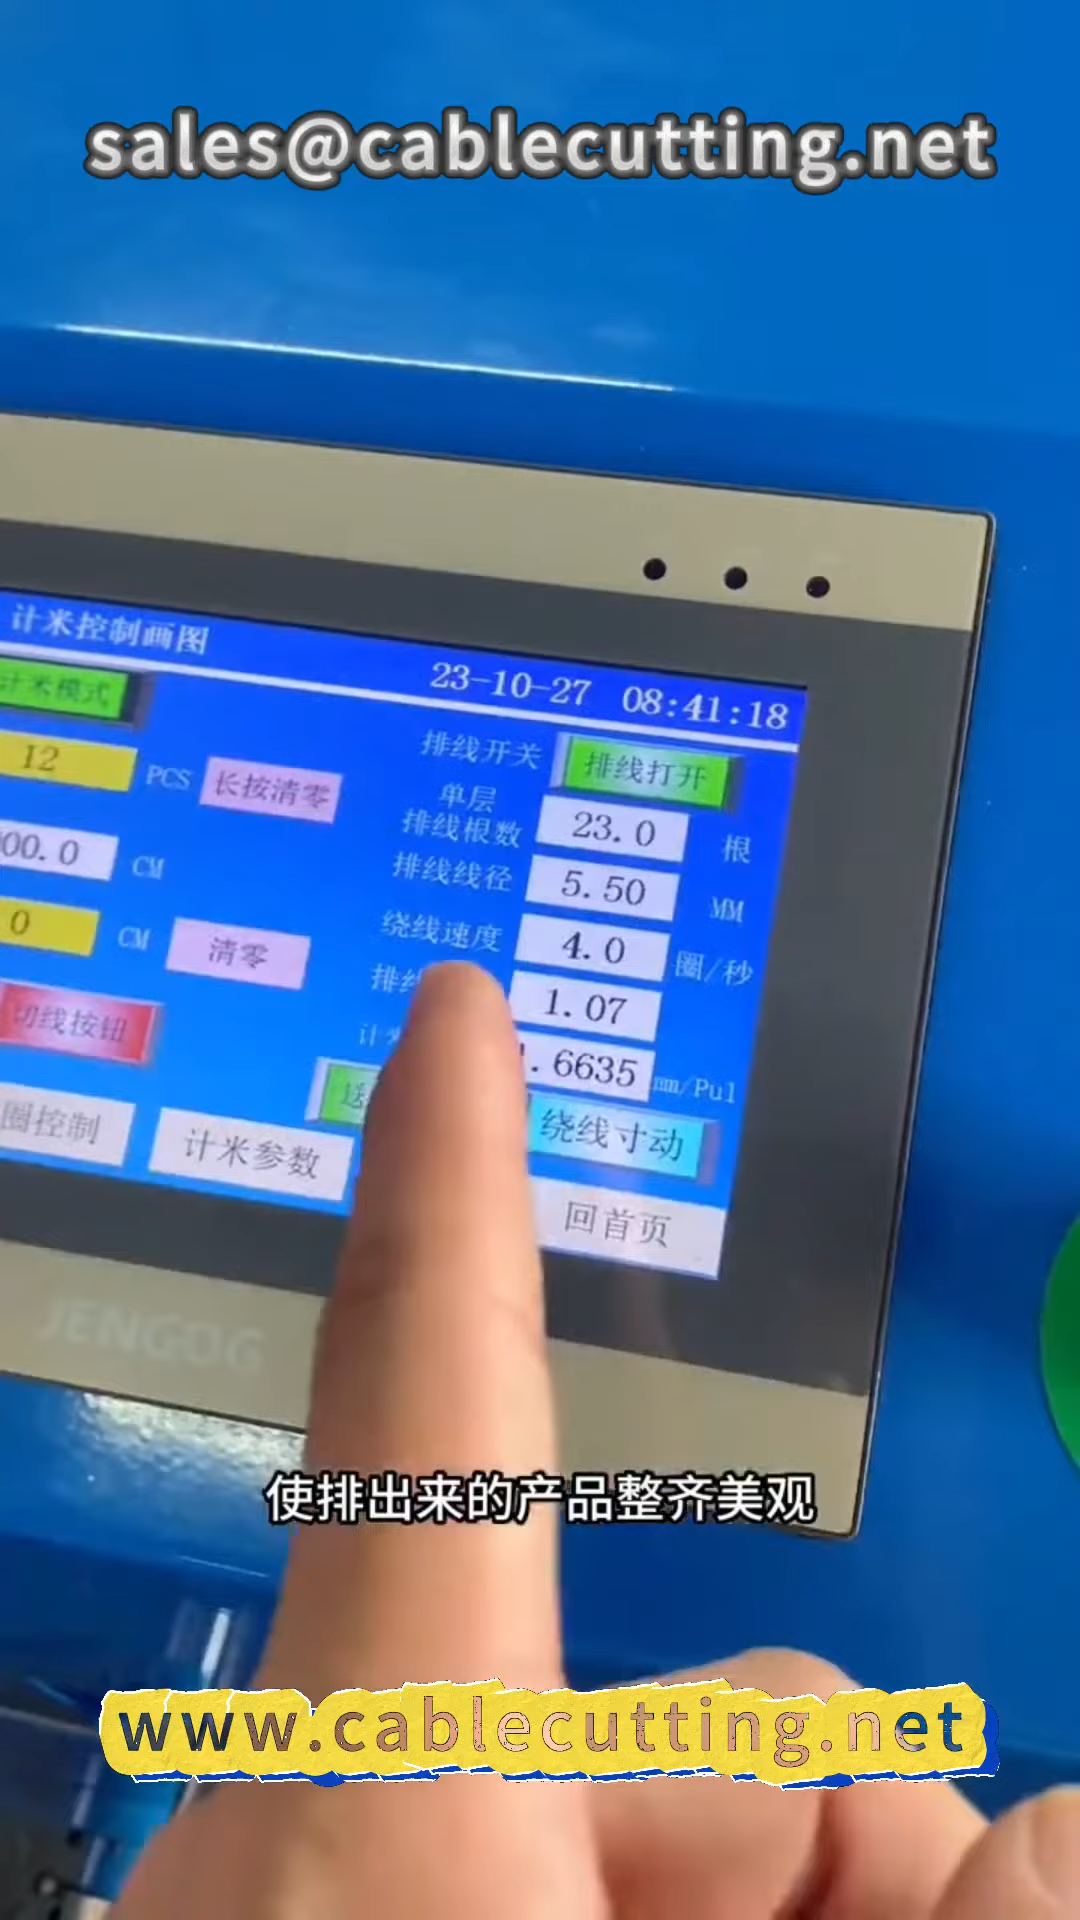 sales@cablecutting.net
计米控制画图
23-10-27 08:41:18
计米模式
排线开关 排线打开
12 PCS 长按清零
单层
排线根数 23.0 根
00.0 CM
排线线径 5.50 MM
0 CM 清零
绕线速度 4.0 圈/秒
排线 1.07
切线按钮
.6635 mm/Pul
绕线寸动
圈控制
计米参数
回首页
JENGOG
使排出来的产品整齐美观
www.cablecutting.net